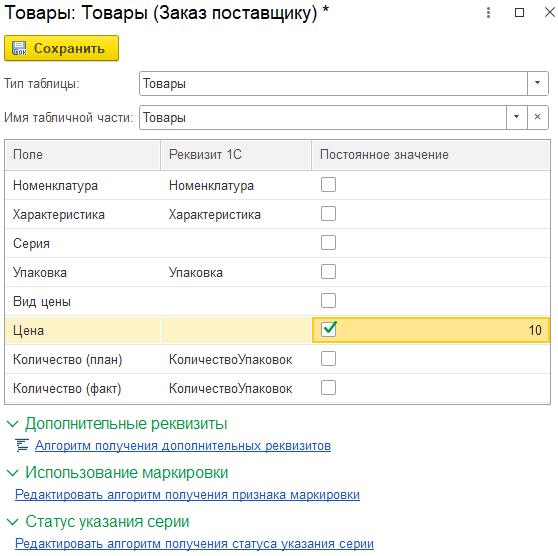 Товары: Товары (Заказ поставщику) *
Сохранить
Тип таблицы: Товары
Имя табличной части: Товары
Поле Реквизит 1С Постоянное значение
Номенклатура Номенклатура
Характеристика Характеристика
Серия
Упаковка Упаковка
Вид цены
Цена 10
Количество (план) КоличествоУпаковок
Количество (факт) КоличествоУпаковок
Дополнительные реквизиты
Алгоритм получения дополнительных реквизитов
Использование маркировки
Редактировать алгоритм получения признака маркировки
Статус указания серии
Редактировать алгоритм получения статуса указания серии